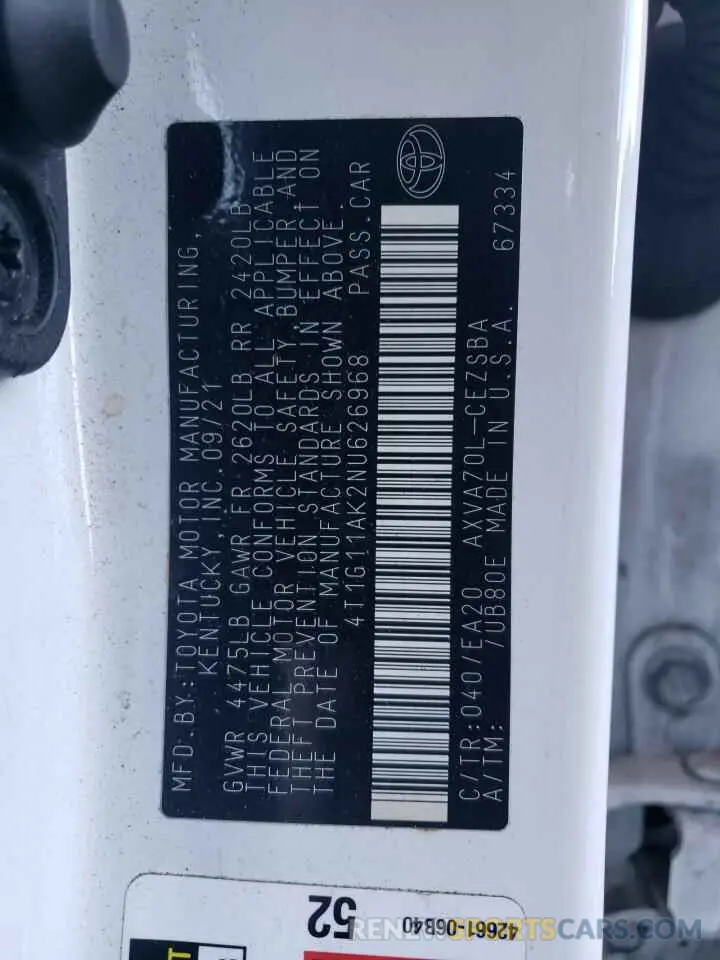 MFD.BY:TOYOTA MOTOR MANUFACTURING,
KENTUCKY,INC.09/21
GVWR 4475LB GAWR FR 2620LB RR 2420LB
THIS VEHICLE CONFORMS TO ALL APPLICABLE
FEDERAL MOTOR VEHICLE SAFETY,BUMPER AND
THEFT PREVENTION STANDARDS IN EFFECT ON
THE DATE OF MANUFACTURE SHOWN ABOVE.
4T1G11AK2NU626968 PASS.CAR
C/TR:040/EA20 AXVA70L-CEZSBA
A/TM: /UB80E MADE IN U.S.A. 67334
52
42661-06B40
RENEWSPORTSCARS.COM